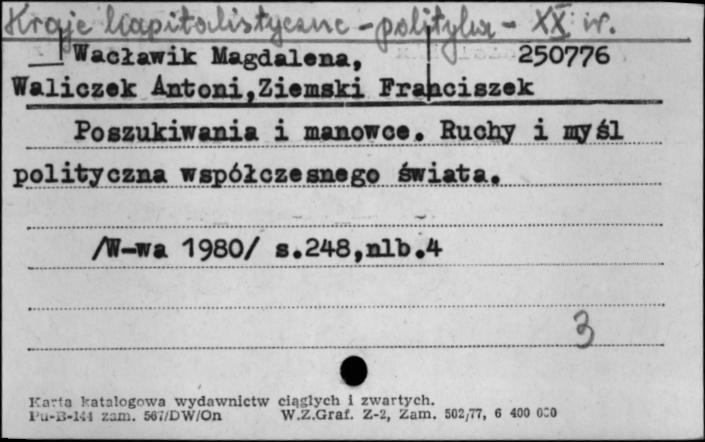 Kraje kapitalistyczne - polityka - XX w.
Wacławik Magdalena, 250776
Waliczek Antoni,Ziemski Franciszek
Poszukiwania i manowce. Ruchy i myśl
polityczna współczesnego świata.
/W-wa 1980/ s.248,nlb.4
3
Karta katalogowa wydawnictw ciągłych i zwartych.
Pu-B-144 zam. 567/DW/On W.Z.Graf. Z-2, Zam. 502/77, 6 400 000